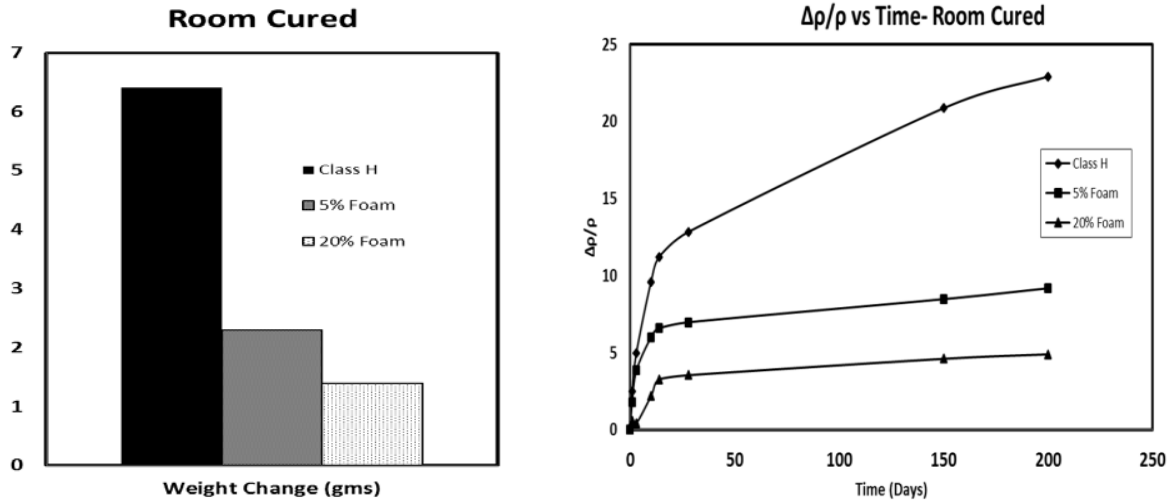 Room Cured
7
6
5
4
3
2
1
0
Class H
5% Foam
20% Foam
Weight Change (gms)
Δρ/ρ vs Time- Room Cured
25
20
15
10
5
0
Δρ/ρ
Class H
5% Foam
20% Foam
0 50 100 150 200 250
Time (Days)